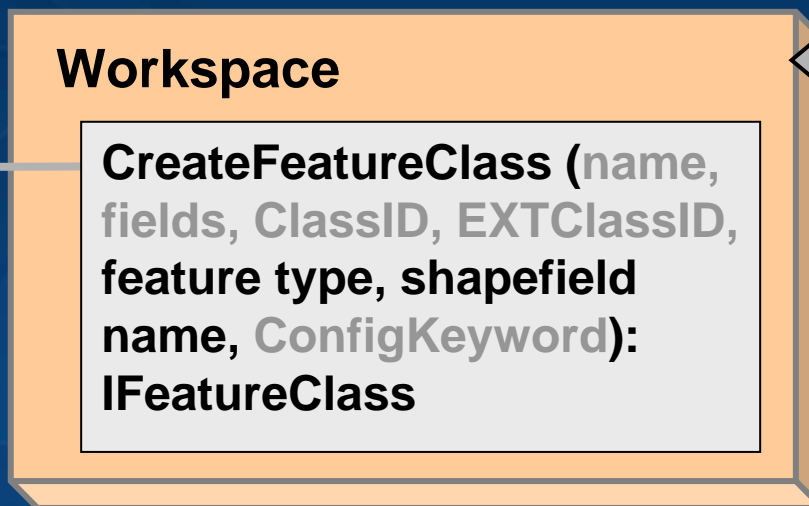 Workspace
CreateFeatureClass (name,
fields, ClassID, EXTClassID,
feature type, shapefield
name, ConfigKeyword):
IFeatureClass